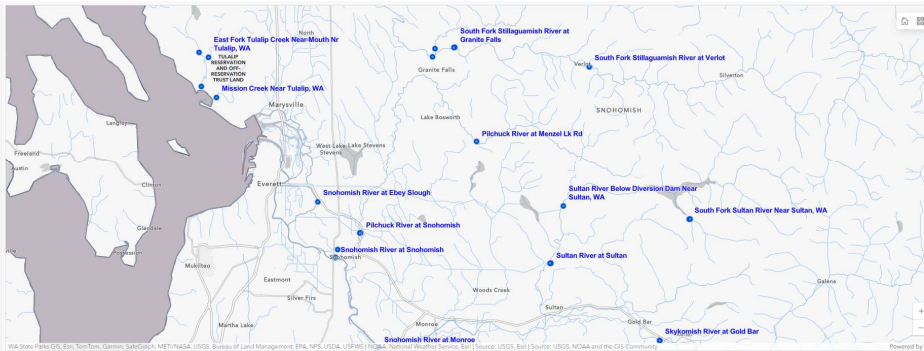 North
East Fork Tulalip Creek Near Mouth Nr
Tulalip, WA
TULALIP
RESERVATION
AND OFF-
RESERVATION
TRUST LAND
Mission Creek Near Tulalip, WA
South Fork Stillaguamish River at
Granite Falls
Granite Falls
South Fork Stillaguamish River at Verlot
Verlot
Silverton
SNOHOMISH
Marysville
Lake Bosworth
Langley
Pilchuck River at Menzel Lk Rd
West Lake
Stevens
Lake Stevens
Freeland
Austin
Clinton
Everett
Snohomish River at Ebey Slough
Sultan River Below Diversion Dam Near
Sultan, WA
South Fork Sultan River Near Sultan, WA
Glendale
Pilchuck River at Snohomish
Possession
Snohomish River at Snohomish
Snohomish
Sultan River at Sultan
Mukilteo
Eastmont
Galena
Woods Creek
Silver Firs
Sultan
Martha Lake
Monroe
Gold Bar
Skykomish River at Gold Bar
Snohomish River at Monroe
WA State Parks GIS, Esri, TomTom, Garmin, SafeGraph, METI/NASA, USGS, Bureau of Land Management, EPA, NPS, USDA, USFWS | NOAA, National Weather Service, Esri | Source: USGS, Esri | Source: USGS, NOAA and the GIS Community
Powered by